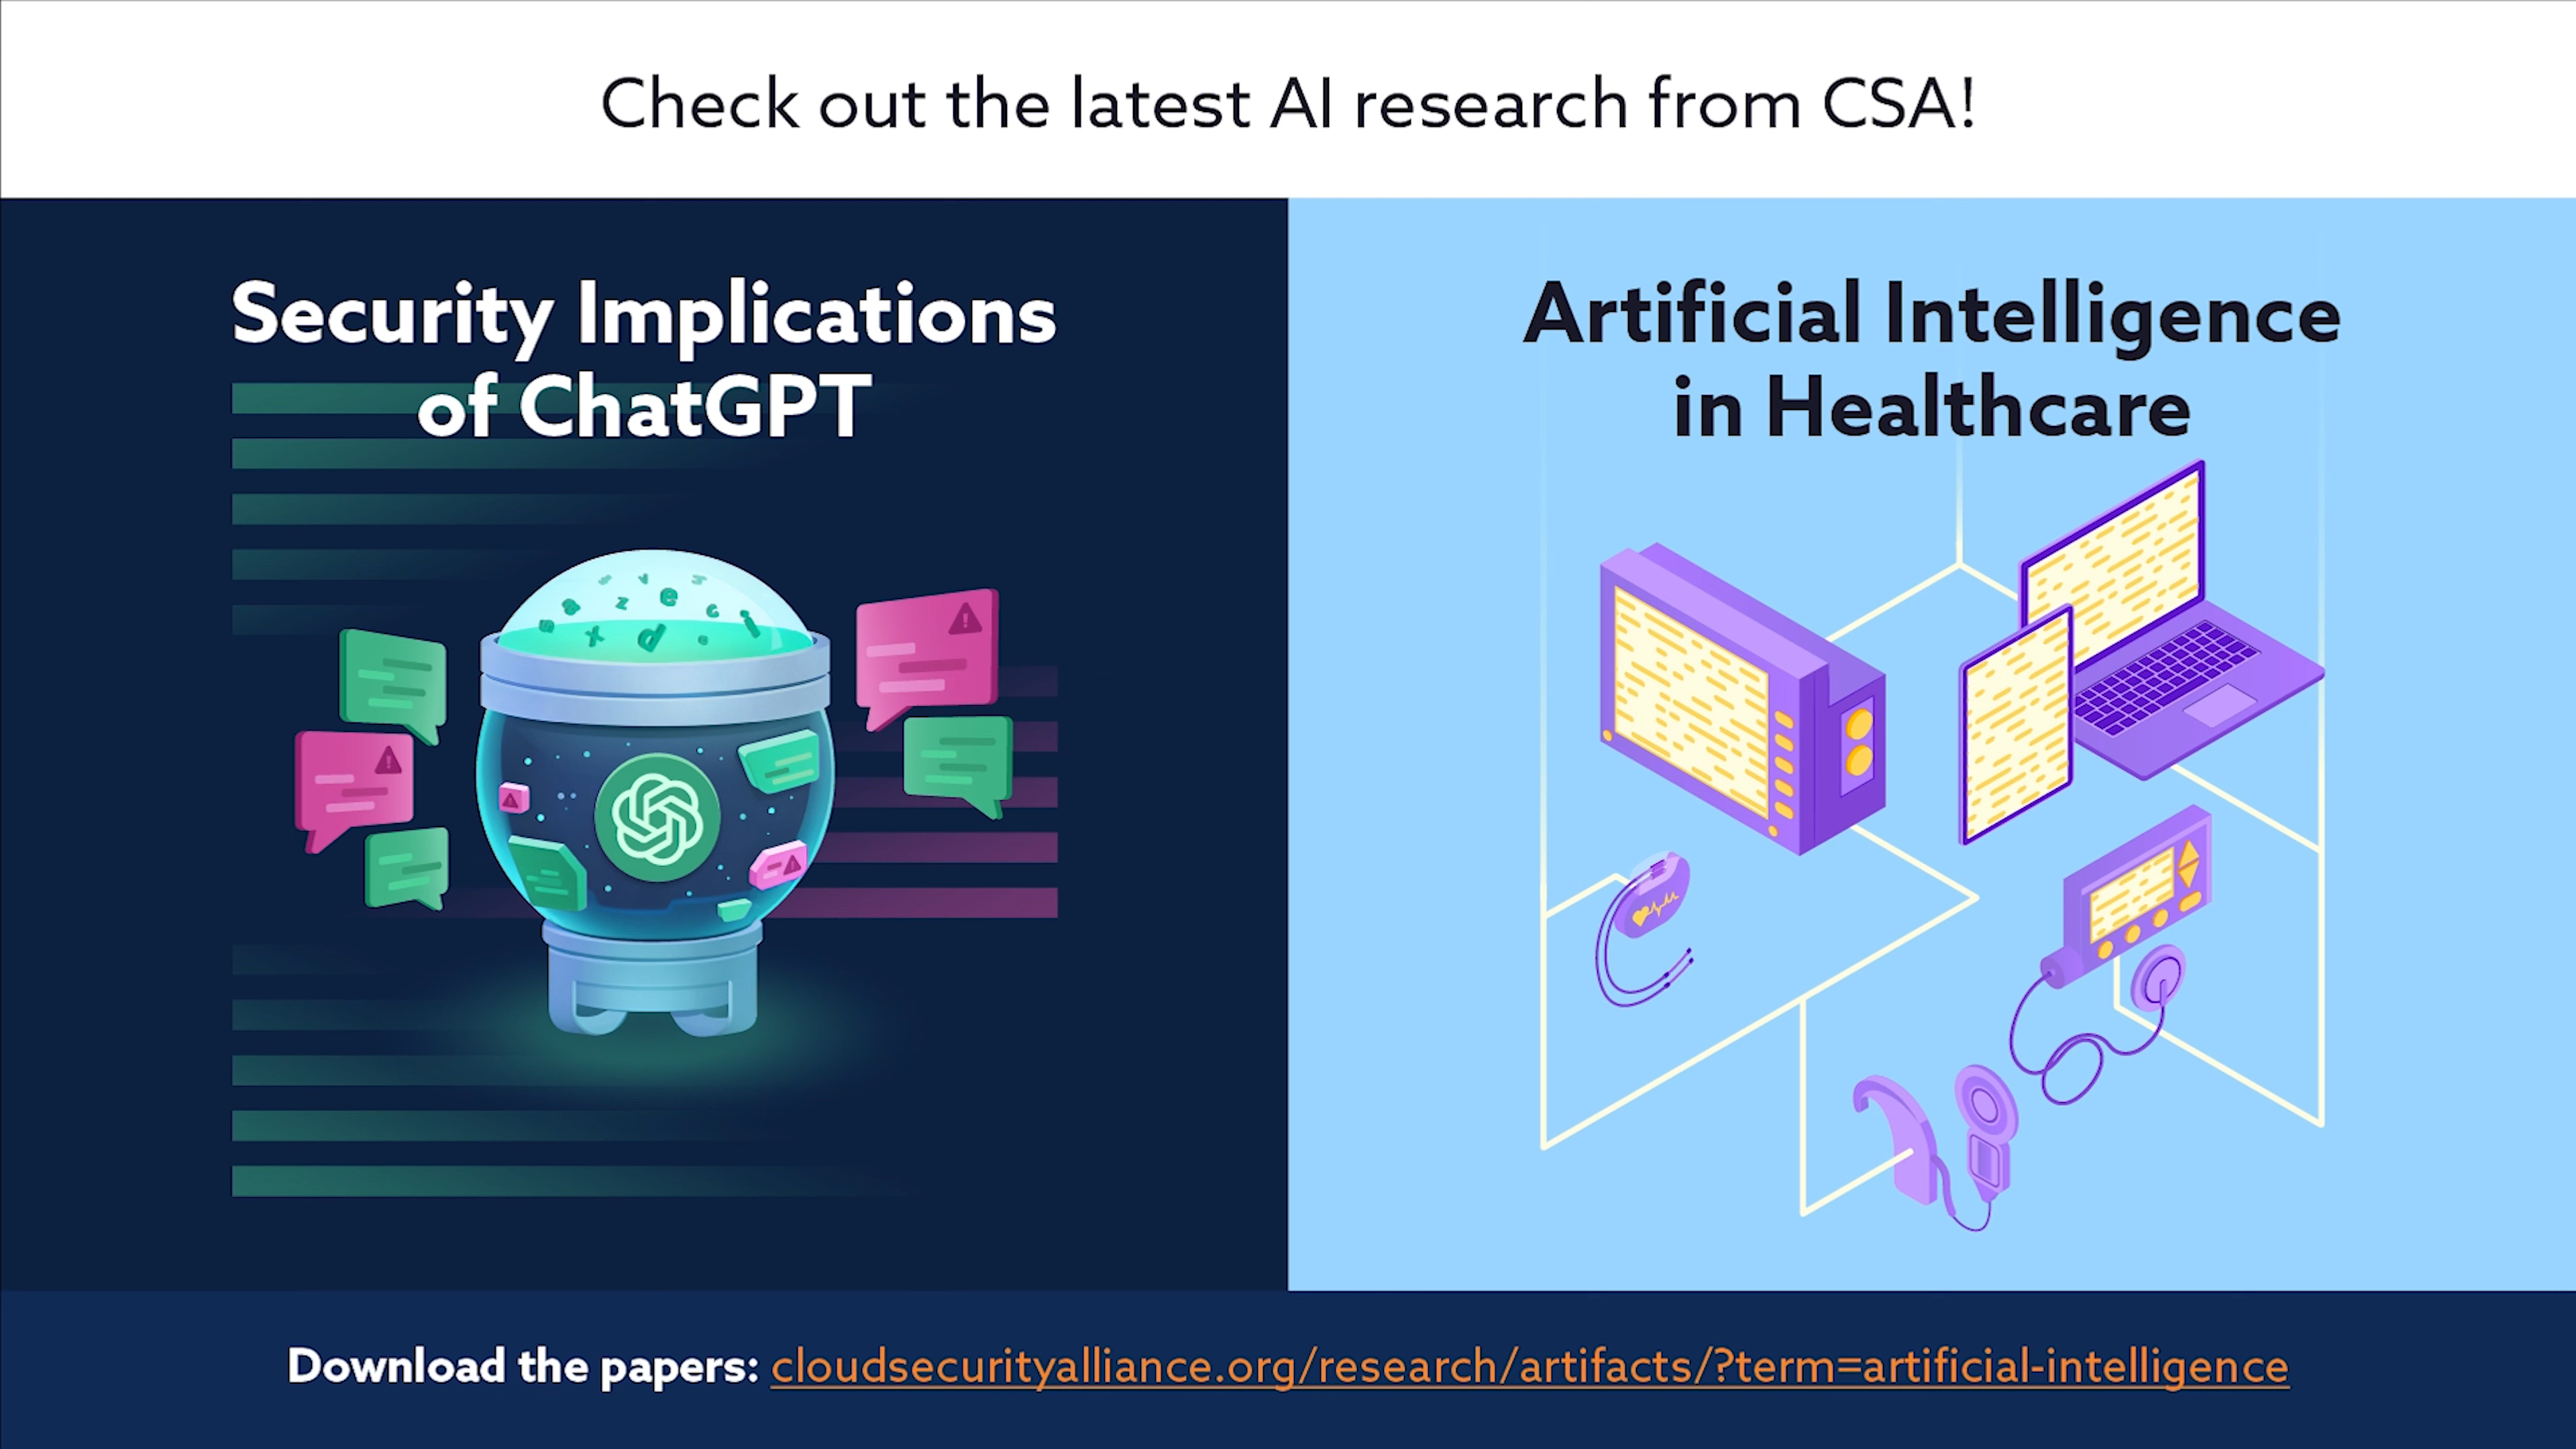 Check out the latest AI research from CSA!
Security Implications
of ChatGPT
Artificial Intelligence
in Healthcare
Download the papers: cloudsecurityalliance.org/research/artifacts/?term=artificial-intelligence